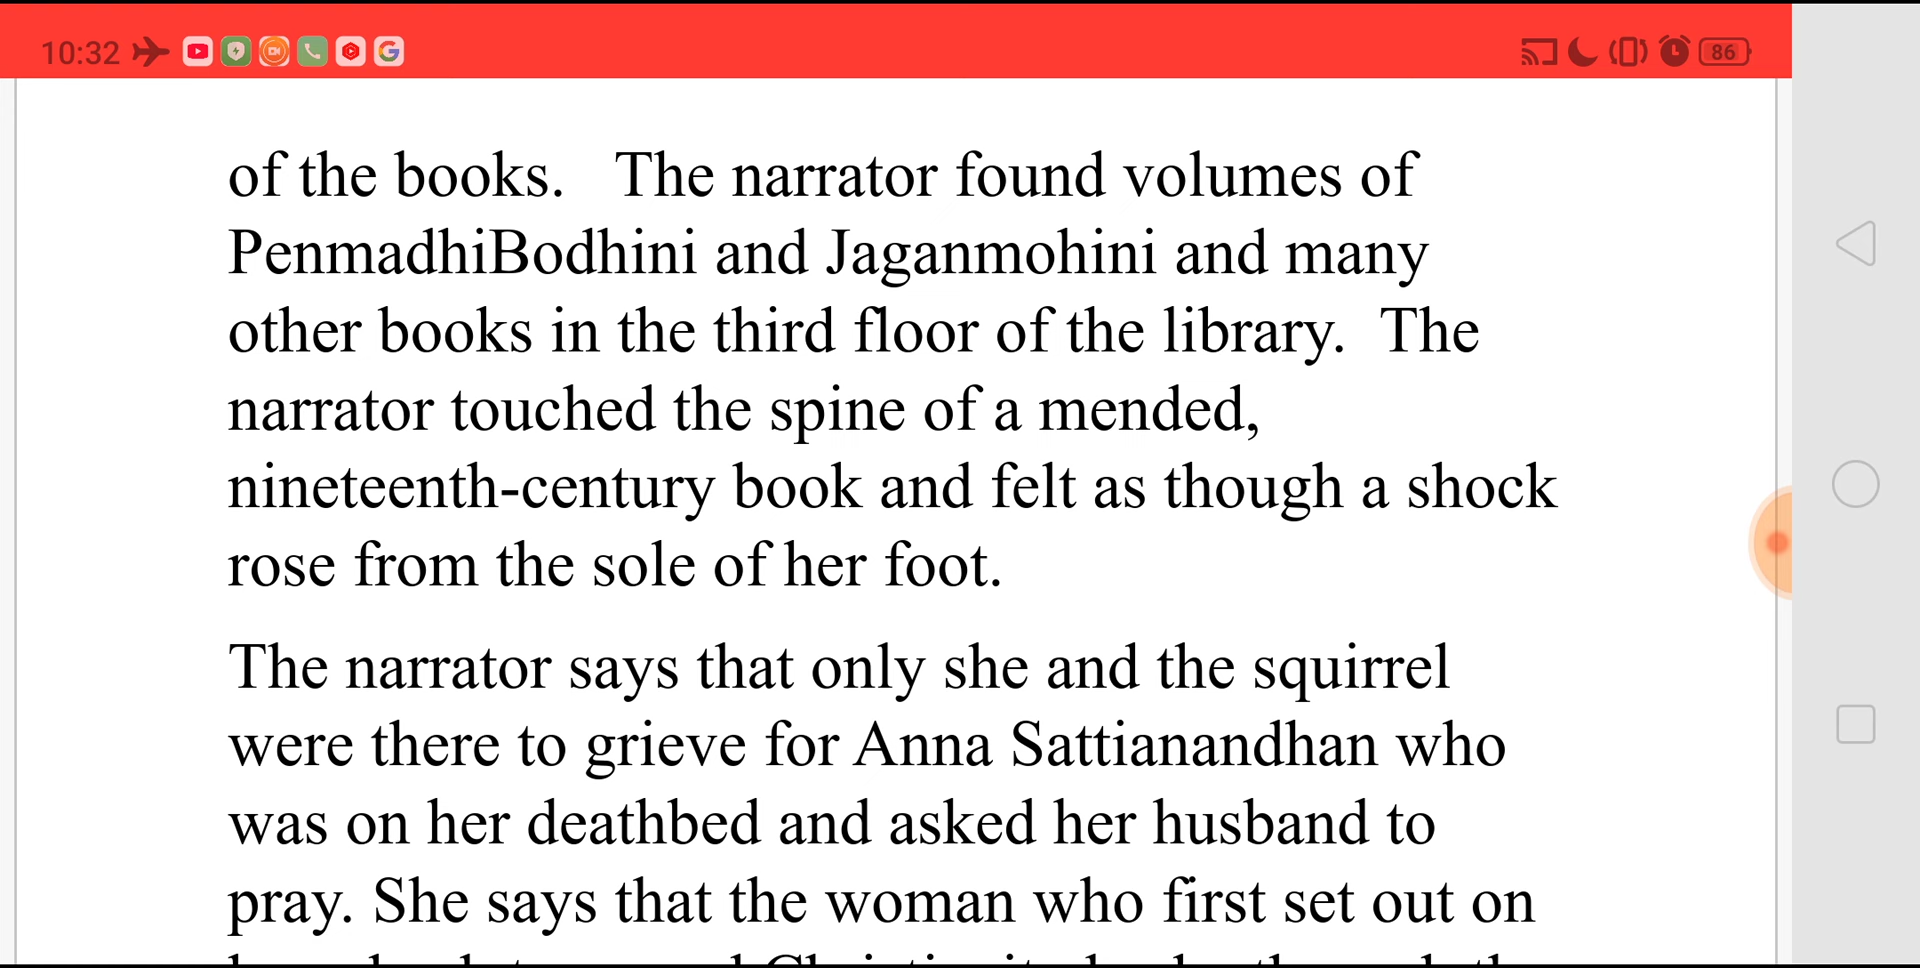 10:32
86
of the books. The narrator found volumes of
PenmadhiBodhini and Jaganmohini and many
other books in the third floor of the library. The
narrator touched the spine of a mended,
nineteenth-century book and felt as though a shock
rose from the sole of her foot.
The narrator says that only she and the squirrel
were there to grieve for Anna Sattianandhan who
was on her deathbed and asked her husband to
pray. She says that the woman who first set out on